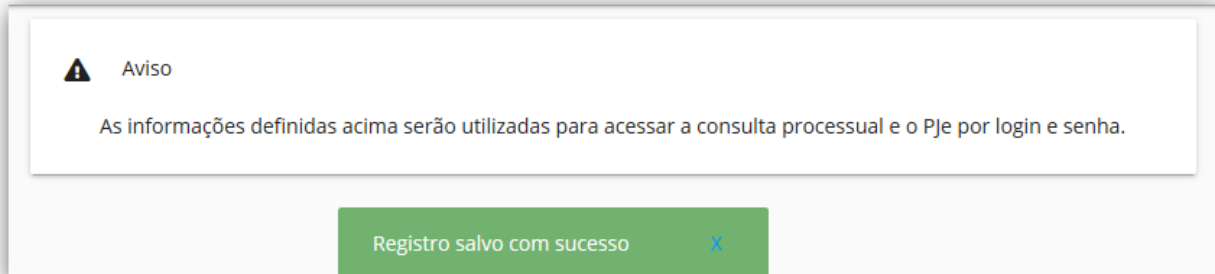 Aviso
As informações definidas acima serão utilizadas para acessar a consulta processual e o PJe por login e senha.
Registro salvo com sucesso X